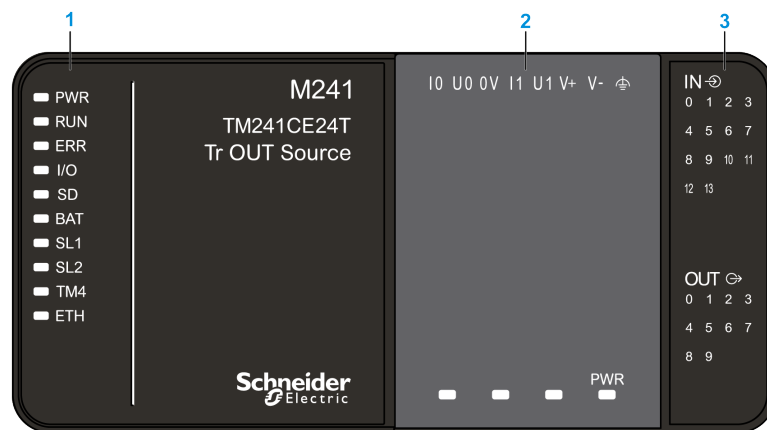 1 2 3
PWR
RUN
ERR
I/O
SD
BAT
SL1
SL2
TM4
ETH
M241
TM241CE24T
Tr OUT Source
Schneider
Electric
I0 U0 0V I1 U1 V+ V-
PWR
IN
0 1 2 3
4 5 6 7
8 9 10 11
12 13
OUT
0 1 2 3
4 5 6 7
8 9